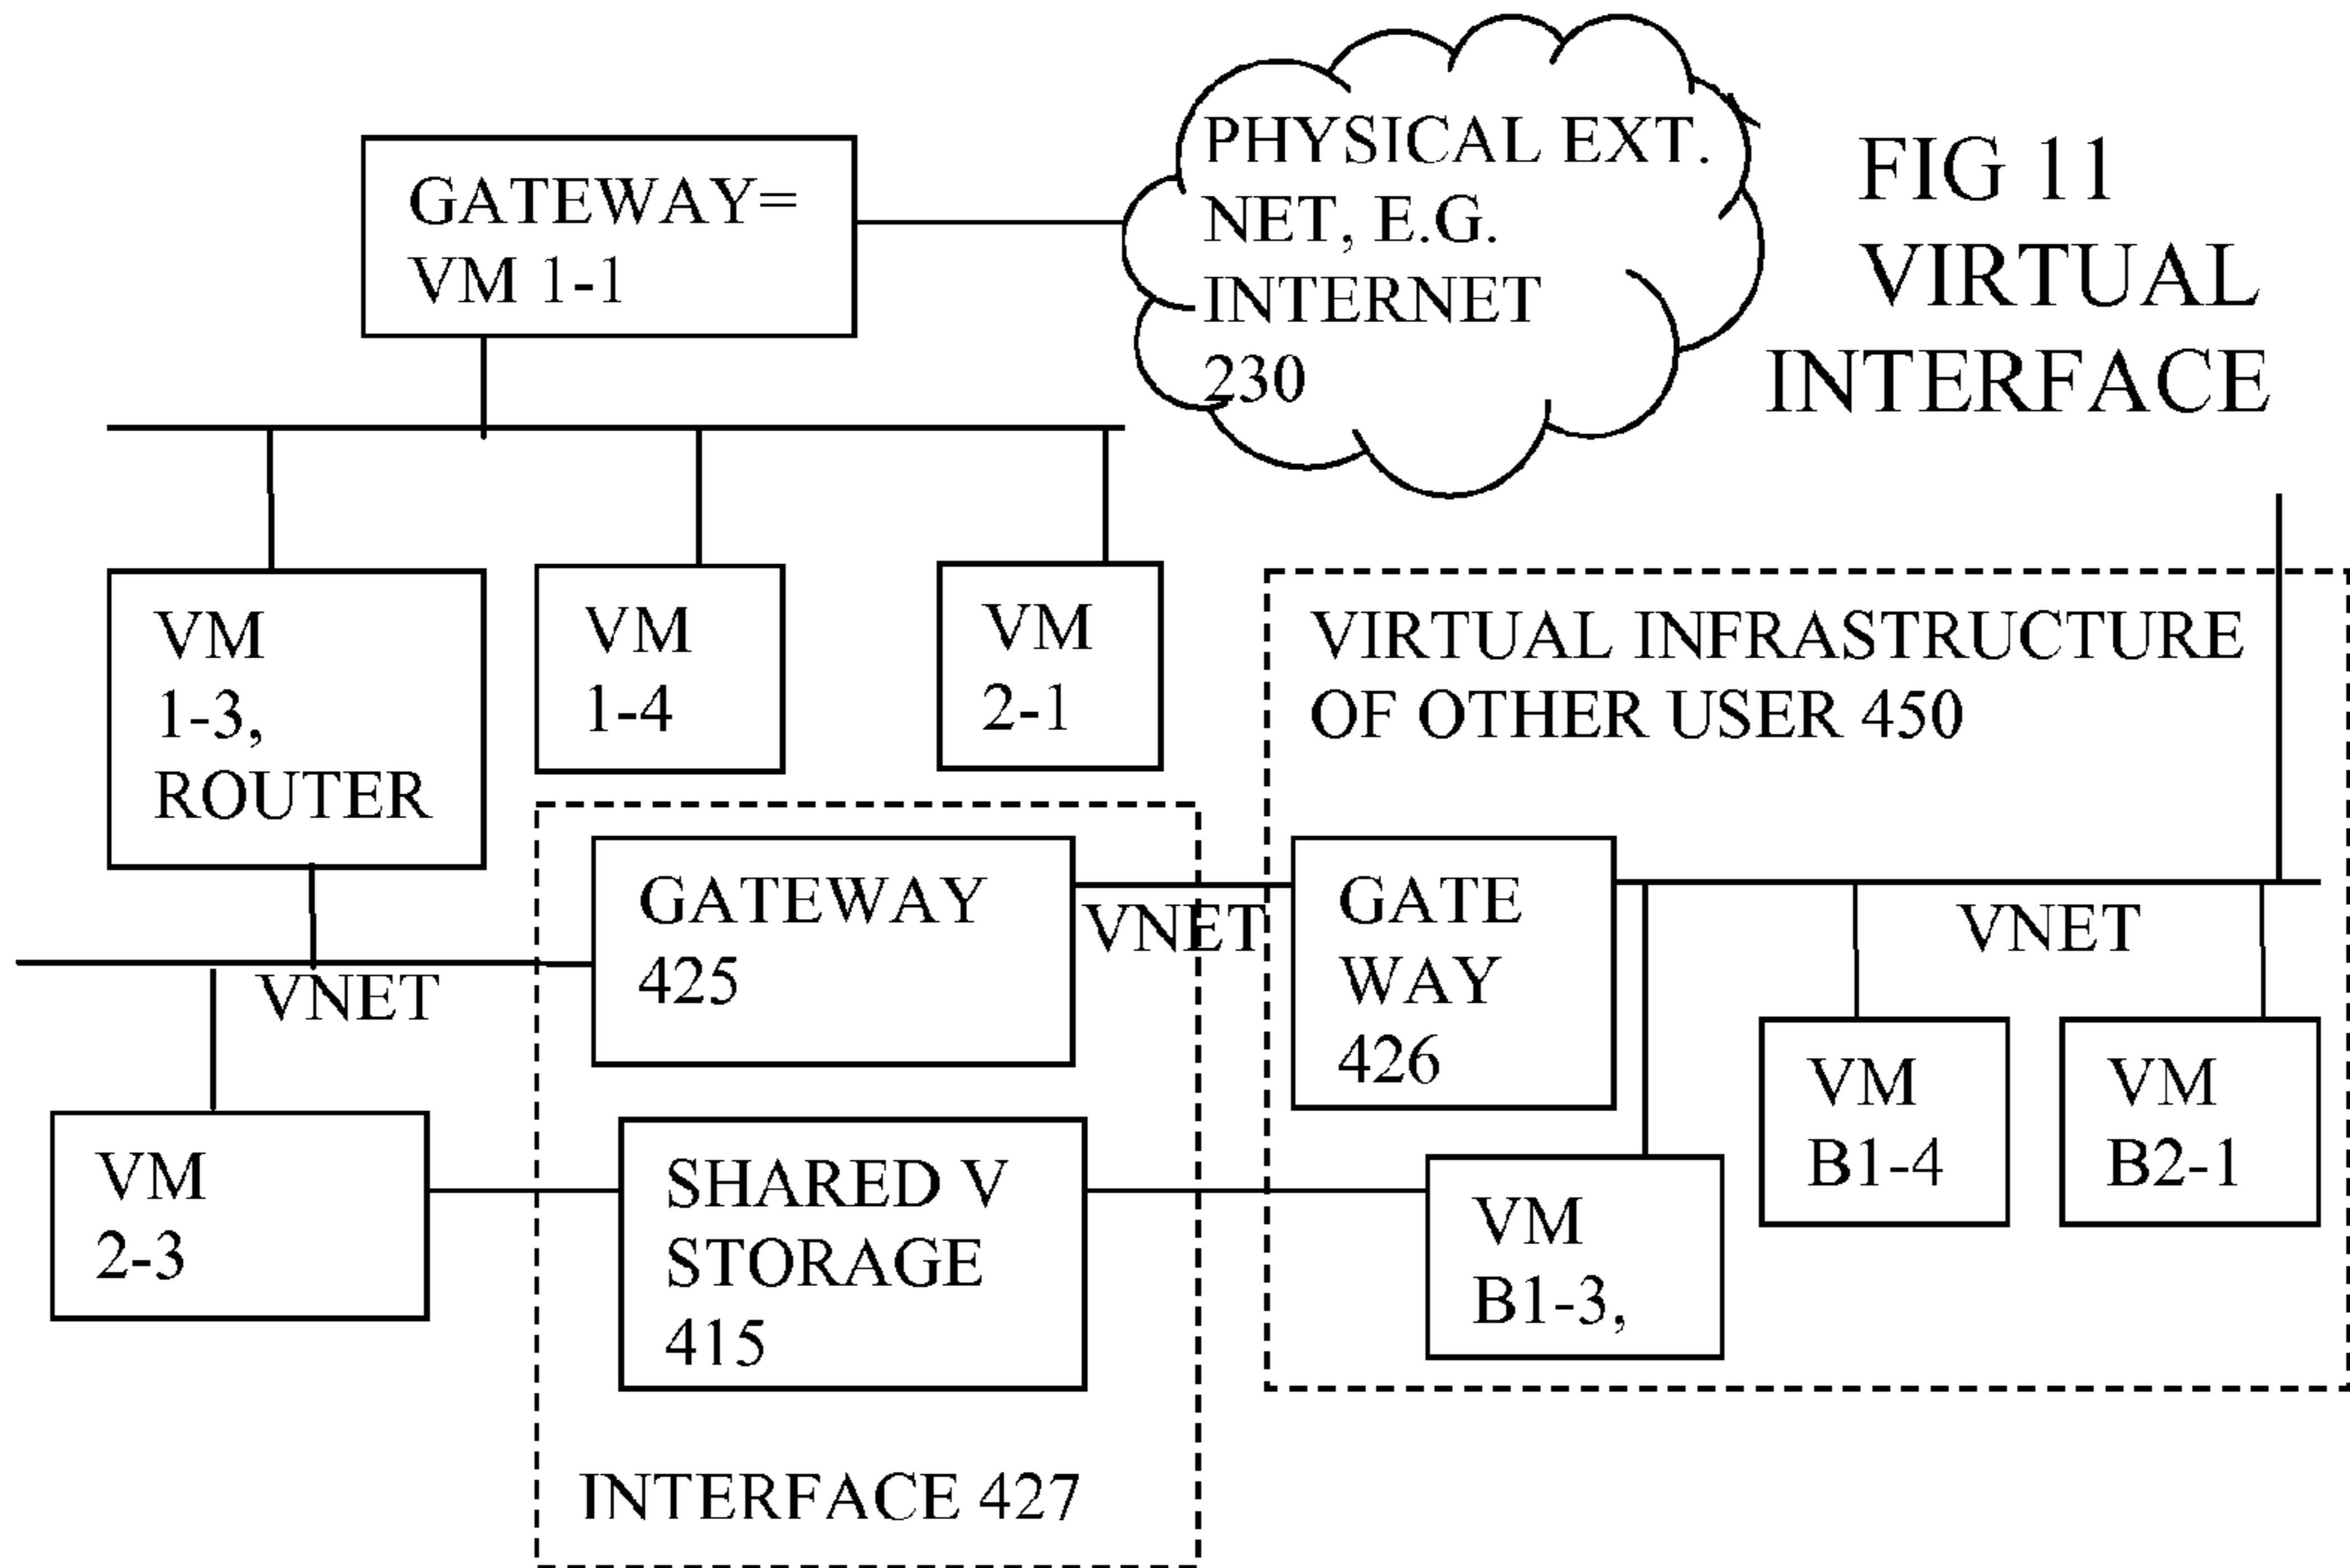 FIG 11
VIRTUAL
INTERFACE
PHYSICAL EXT.
NET, E.G.
INTERNET
230
GATEWAY=
VM 1-1
VM
1-3,
ROUTER
VM
1-4
VM
2-1
VIRTUAL INFRASTRUCTURE
OF OTHER USER 450
GATEWAY
425
VNET
GATE
WAY
426
VNET
VNET
VM
2-3
SHARED V
STORAGE
415
VM
B1-3,
VM
B1-4
VM
B2-1
INTERFACE 427